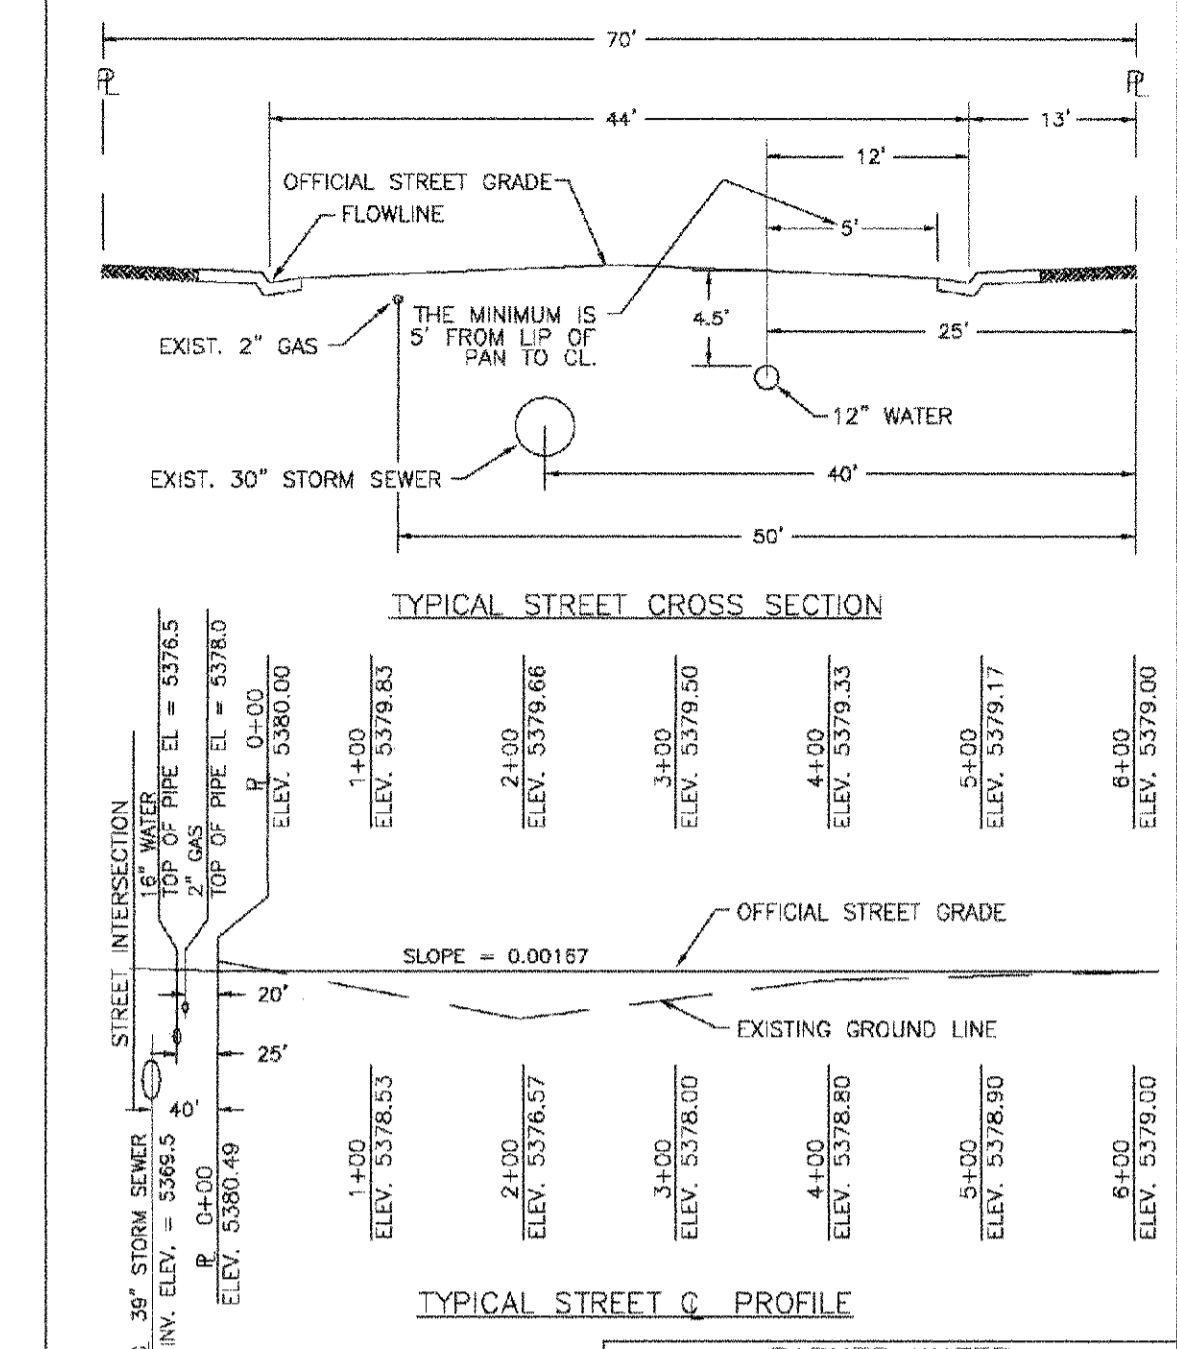 70'
PL
PL
44'
13'
12'
OFFICIAL STREET GRADE
FLOWLINE
5'
THE MINIMUM IS
5' FROM LIP OF
PAN TO CL.
4.5'
25'
EXIST. 2" GAS
12" WATER
EXIST. 30" STORM SEWER
40'
50'
TYPICAL STREET CROSS SECTION
STREET INTERSECTION
16" WATER
TOP OF PIPE EL = 5376.5
2" GAS
TOP OF PIPE EL = 5378.0
PL 0+00
ELEV. 5380.00
1+00
ELEV. 5379.83
2+00
ELEV. 5379.66
3+00
ELEV. 5379.50
4+00
ELEV. 5379.33
5+00
ELEV. 5379.17
6+00
ELEV. 5379.00
OFFICIAL STREET GRADE
SLOPE = 0.00167
20'
EXISTING GROUND LINE
25'
40'
39" STORM SEWER
INV. ELEV. = 5369.5
PL 0+00
ELEV. 5380.49
1+00
ELEV. 5378.53
2+00
ELEV. 5376.57
3+00
ELEV. 5378.00
4+00
ELEV. 5378.80
5+00
ELEV. 5378.90
6+00
ELEV. 5379.00
TYPICAL STREET CL PROFILE